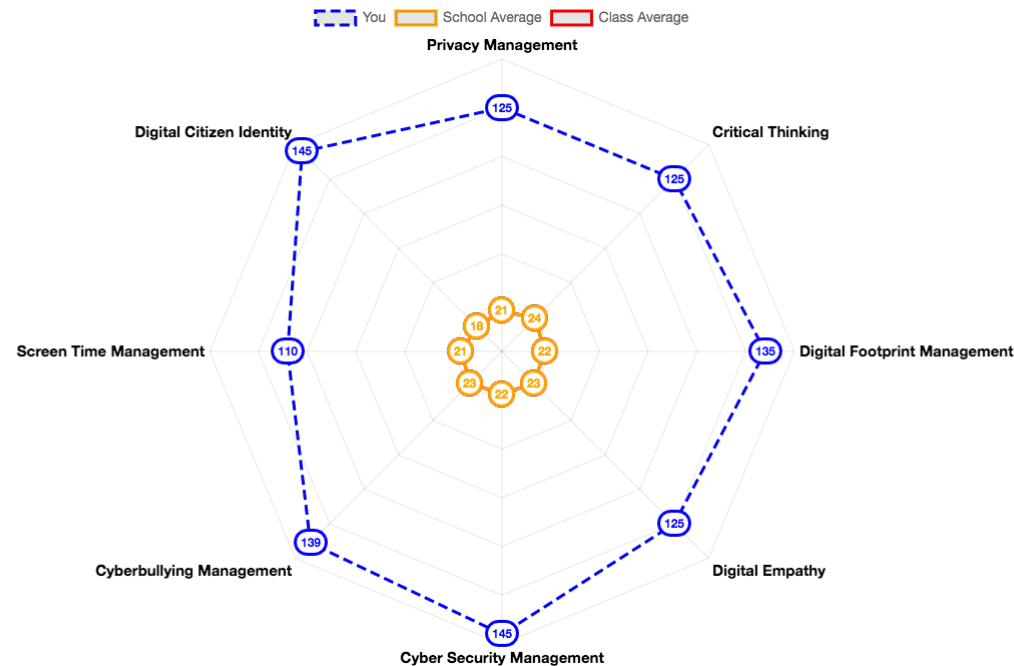 You School Average Class Average
Privacy Management
125
Digital Citizen Identity
145
Critical Thinking
125
21
18
24
Screen Time Management
110
21
22
135
Digital Footprint Management
23
23
22
125
139
Cyberbullying Management
Digital Empathy
145
Cyber Security Management